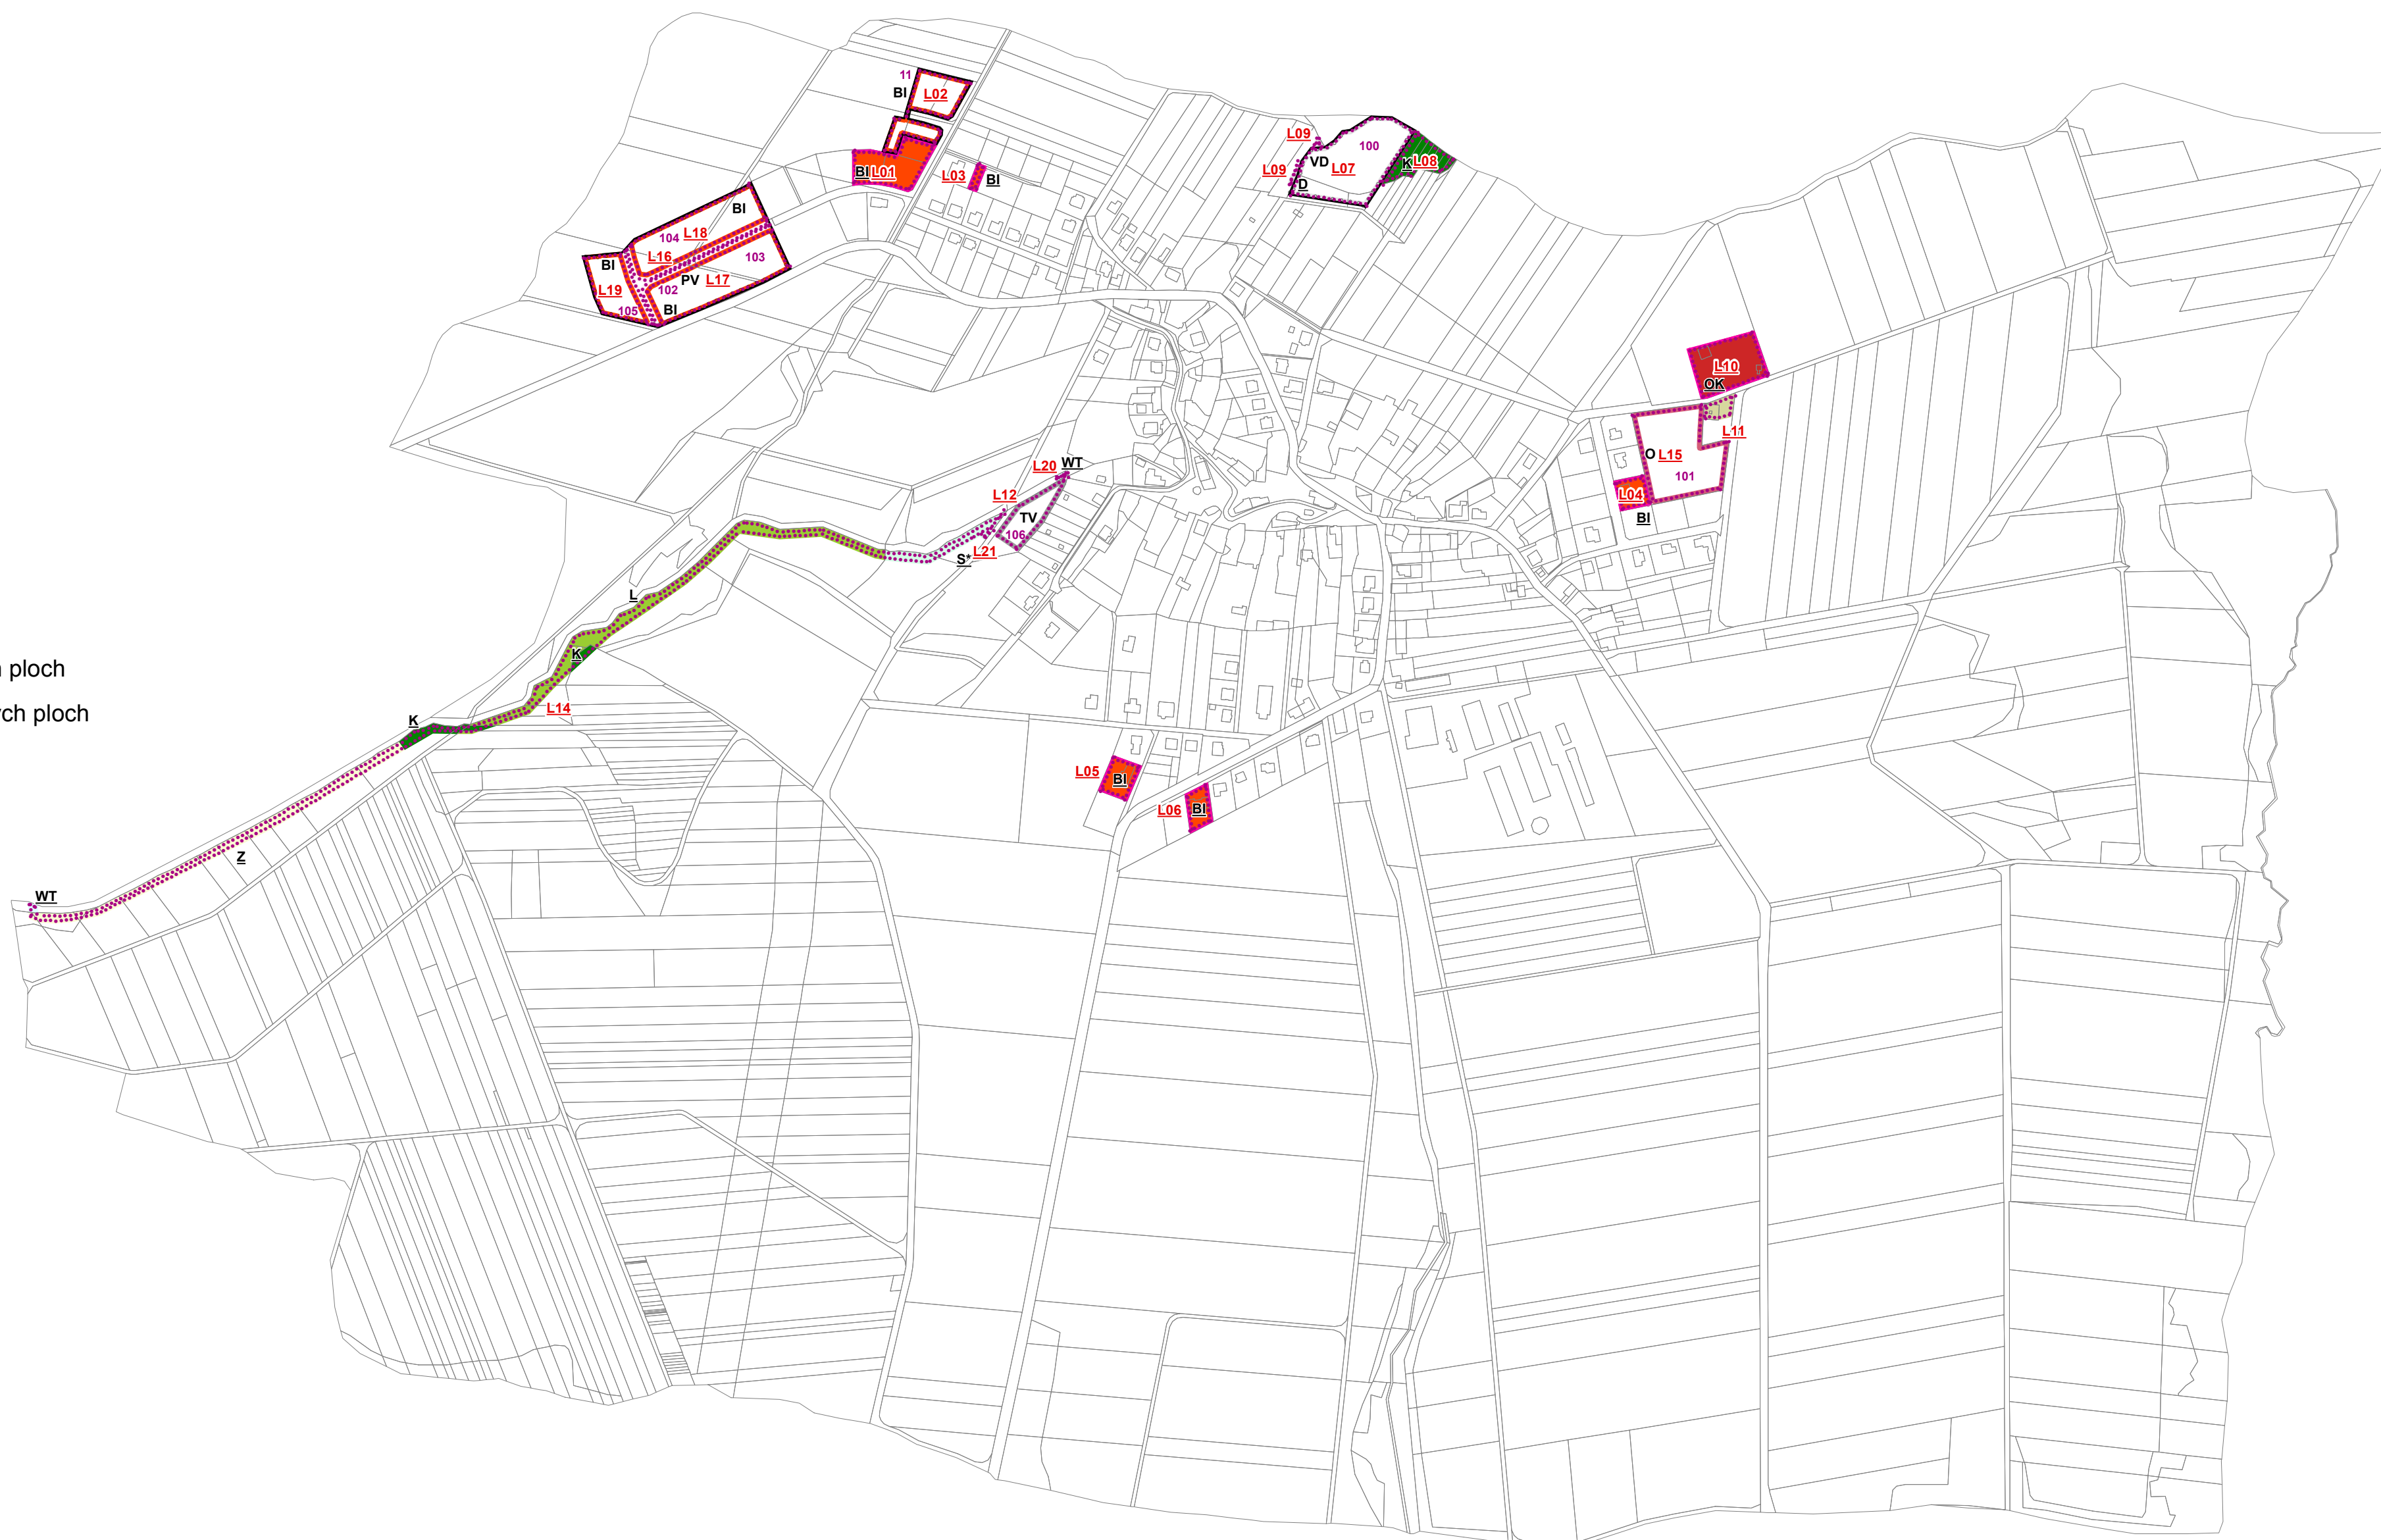 11
BI
L02
BI L01
L03
BI
L09
100
VD
L07
K L08
L09
D
BI
104
L18
L16
103
BI
PV L17
102
L19
105
BI
L10
OK
L11
O L15
101
L04
BI
L20 WT
L12
TV
106
L21
S*
L
K
n ploch
L14
ých ploch
K
L05
BI
L06
BI
Z
WT